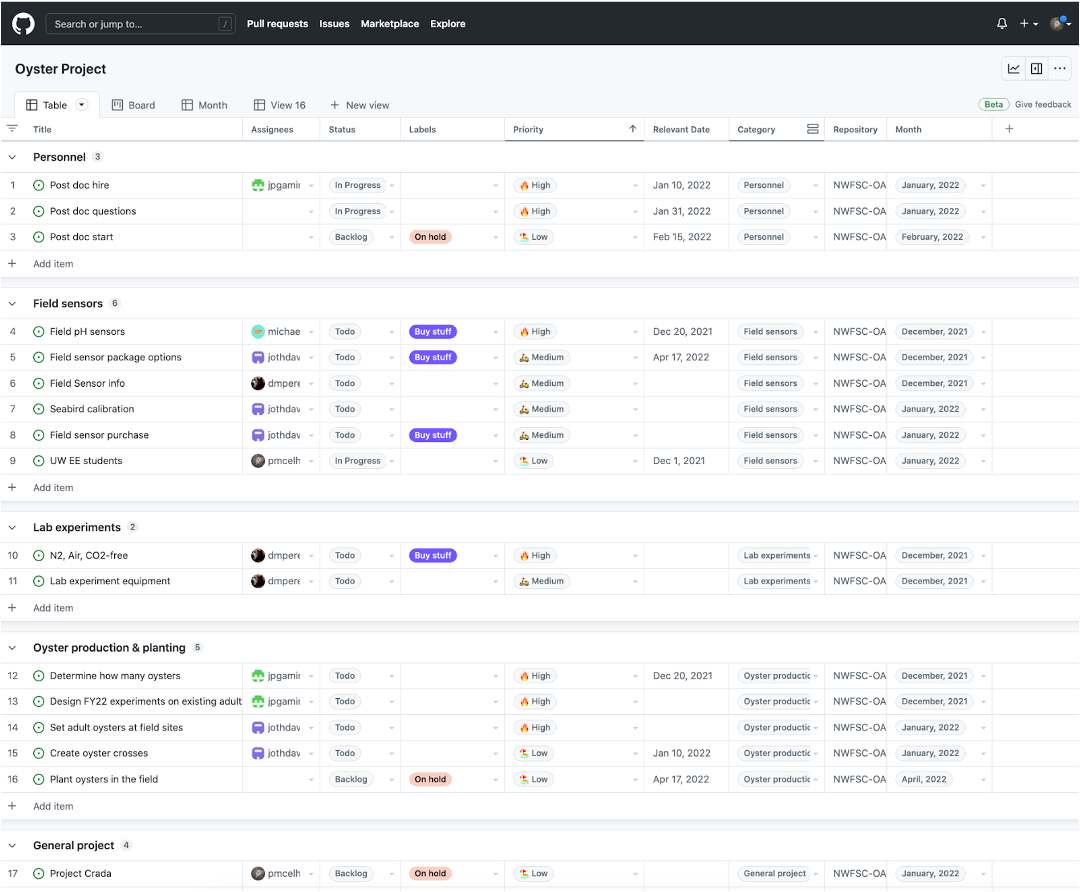 Search or jump to... / Pull requests Issues Marketplace Explore
Oyster Project
Table Board Month View 16 + New view Beta Give feedback
Title Assignees Status Labels Priority Relevant Date Category Repository Month +
Personnel 3
1 Post doc hire jpgamir In Progress High Jan 10, 2022 Personnel NWFSC-OA January, 2022
2 Post doc questions In Progress High Jan 31, 2022 Personnel NWFSC-OA January, 2022
3 Post doc start Backlog On hold Low Feb 15, 2022 Personnel NWFSC-OA February, 2022
+ Add item
Field sensors 6
4 Field pH sensors michae Todo Buy stuff High Dec 20, 2021 Field sensors NWFSC-OA December, 2021
5 Field sensor package options jothdav Todo Buy stuff Medium Apr 17, 2022 Field sensors NWFSC-OA December, 2021
6 Field Sensor info dmpere Todo Medium Field sensors NWFSC-OA December, 2021
7 Seabird calibration jothdav Todo Medium Field sensors NWFSC-OA January, 2022
8 Field sensor purchase jothdav Todo Buy stuff Medium Field sensors NWFSC-OA January, 2022
9 UW EE students pmcelh In Progress Low Dec 1, 2021 Field sensors NWFSC-OA January, 2022
+ Add item
Lab experiments 2
10 N2, Air, CO2-free dmpere Todo Buy stuff High Lab experiments NWFSC-OA December, 2021
11 Lab experiment equipment dmpere Todo Medium Lab experiments NWFSC-OA December, 2021
+ Add item
Oyster production & planting 5
12 Determine how many oysters jpgamir Todo High Dec 20, 2021 Oyster productic NWFSC-OA December, 2021
13 Design FY22 experiments on existing adult jpgamir Todo High Oyster productic NWFSC-OA December, 2021
14 Set adult oysters at field sites jothdav Todo High Oyster productic NWFSC-OA January, 2022
15 Create oyster crosses jothdav Todo Low Jan 10, 2022 Oyster productic NWFSC-OA January, 2022
16 Plant oysters in the field Backlog On hold Low Apr 17, 2022 Oyster productic NWFSC-OA April, 2022
+ Add item
General project 4
17 Project Crada pmcelh Backlog On hold Low General project NWFSC-OA January, 2022